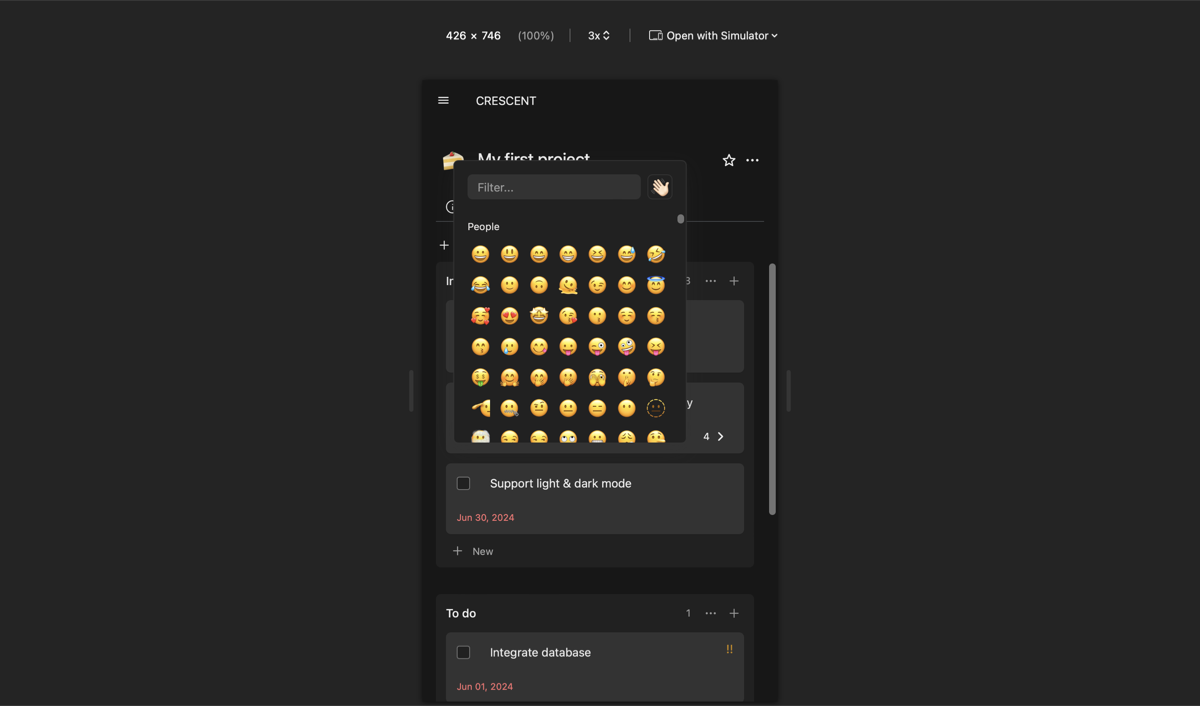 426 × 746 (100%) 3x Open with Simulator
CRESCENT
My first project
Filter...
People
3
y
4
Support light & dark mode
Jun 30, 2024
New
To do 1
Integrate database !!
Jun 01, 2024